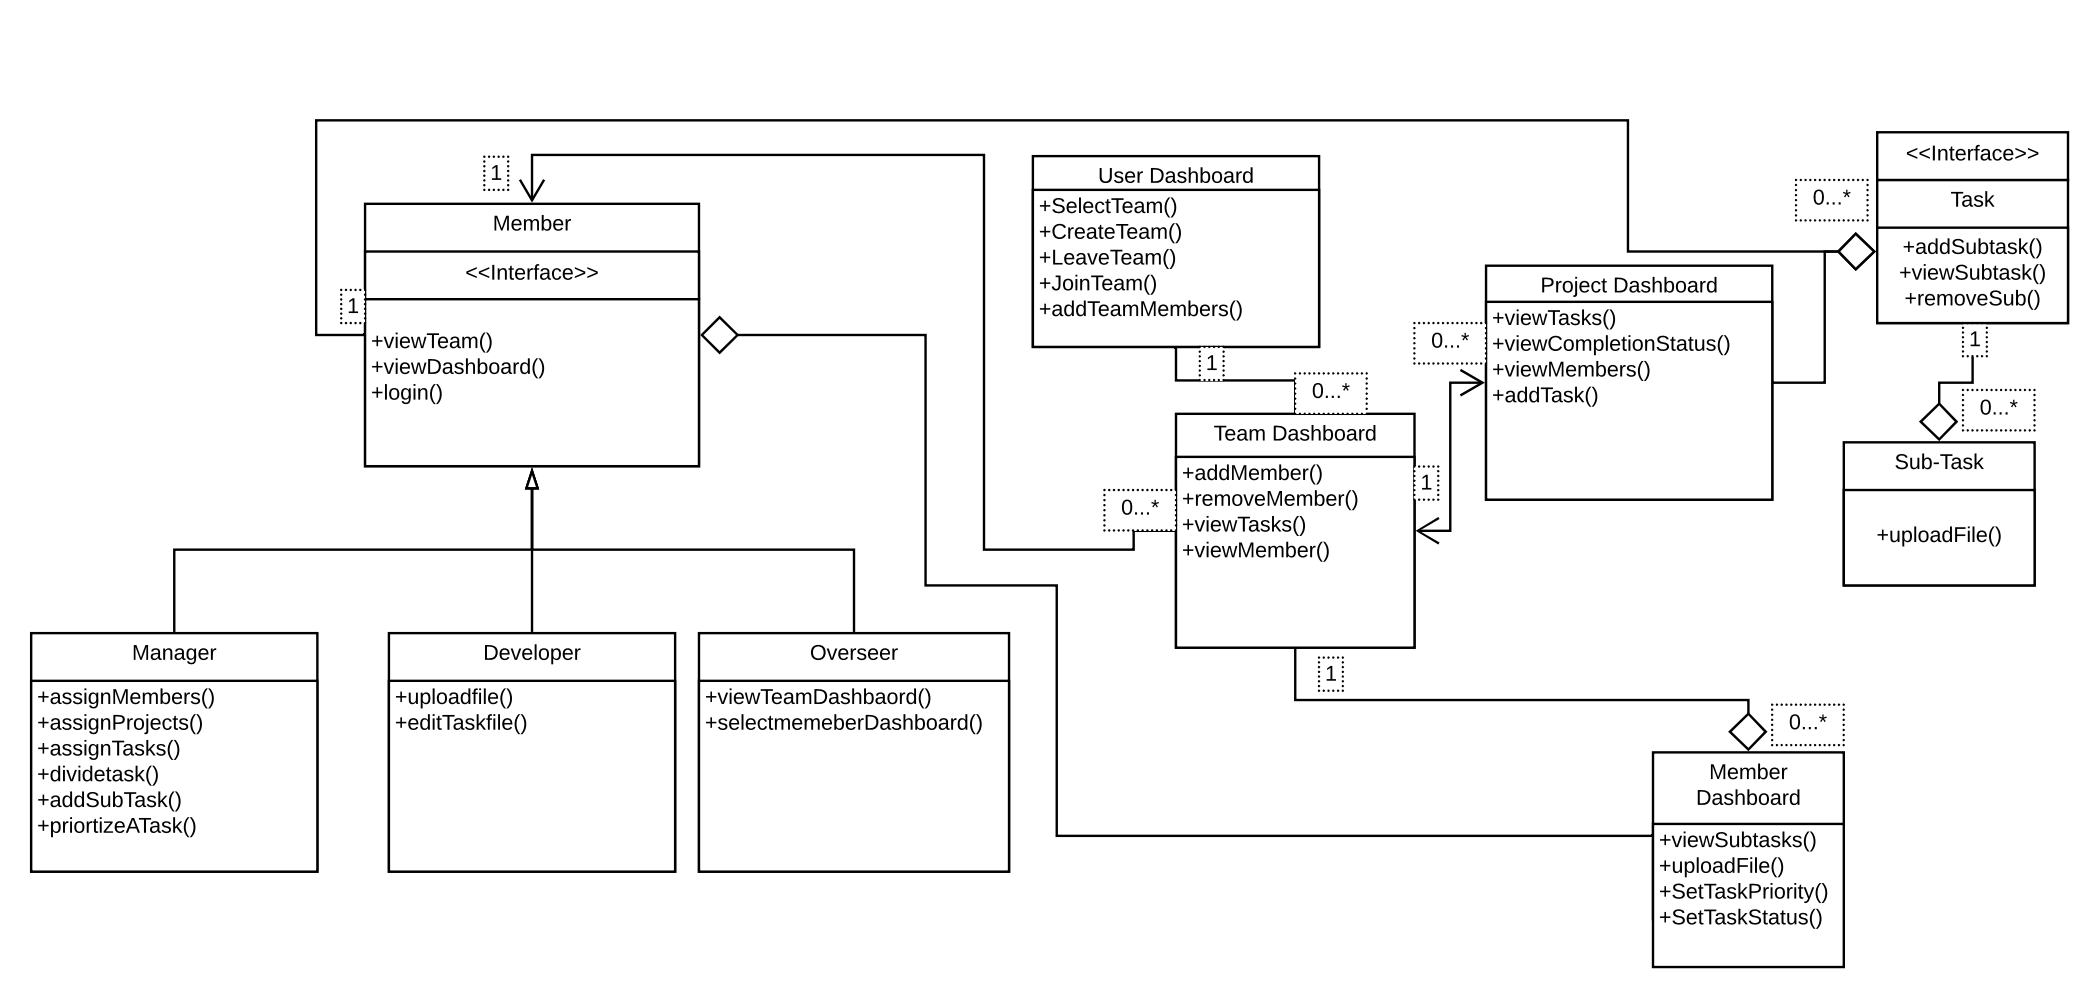 1
Member
<<Interface>>
1
+viewTeam()
+viewDashboard()
+login()
User Dashboard
+SelectTeam()
+CreateTeam()
+LeaveTeam()
+JoinTeam()
+addTeamMembers()
1
0...*
Team Dashboard
+addMember()
+removeMember()
+viewTasks()
+viewMember()
0...*
1
1
0...*
Project Dashboard
+viewTasks()
+viewCompletionStatus()
+viewMembers()
+addTask()
0...*
<<Interface>>
Task
+addSubtask()
+viewSubtask()
+removeSub()
1
0...*
Sub-Task
+uploadFile()
Manager
+assignMembers()
+assignProjects()
+assignTasks()
+dividetask()
+addSubTask()
+priortizeATask()
Developer
+uploadfile()
+editTaskfile()
Overseer
+viewTeamDashbaord()
+selectmemeberDashboard()
0...*
Member
Dashboard
+viewSubtasks()
+uploadFile()
+SetTaskPriority()
+SetTaskStatus()